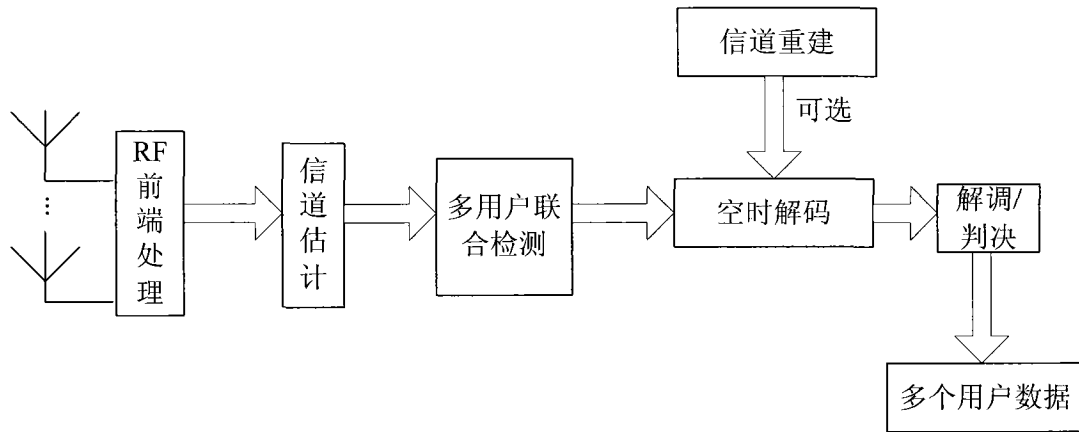 信道重建
可选
RF
前
端
处
理
信
道
估
计
多用户联
合检测
空时解码
解调/
判决
多个用户数据